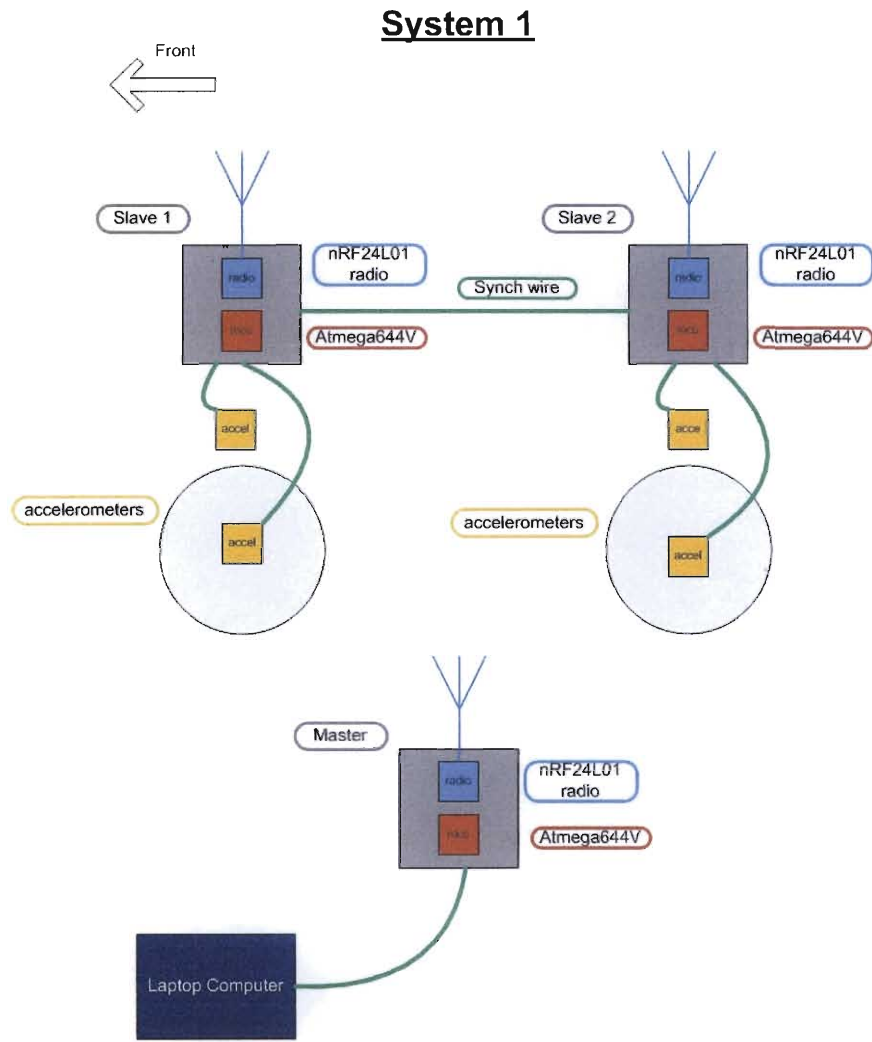 System 1
Front
Slave 1
Slave 2
nRF24L01
radio
nRF24L01
radio
radio
radio
Synch wire
mcu
Atmega644V
mcu
Atmega644V
accel
acce
accelerometers
accelerometers
accel
accel
Master
nRF24L01
radio
radio
mcu
Atmega644V
Laptop Computer